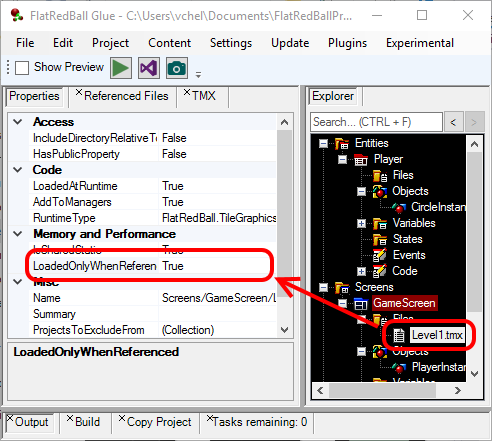 FlatRedBall Glue - C:\Users\vchel\Documents\FlatRedBallPr...
File Project Edit Content Settings Update Plugins Experimental
Show Preview
Properties Referenced Files TMX
Access
IncludeDirectoryRelativeTo False
HasPublicProperty False
Code
LoadedAtRuntime True
AddToManagers True
RuntimeType FlatRedBall.TileGraphics
Memory and Performance
IsSharedStatic True
LoadedOnlyWhenReferen True
Misc
Name Screens/GameScreen/L
Summary
ProjectsToExcludeFrom (Collection)
LoadedOnlyWhenReferenced
Explorer
Search... (CTRL + F) < >
Entities
Player
Files
Objects
CircleInstan
Variables
States
Events
Code
Screens
GameScreen
Files
Level1.tmx
Objects
PlayerInstan
Variables
Output Build Copy Project Tasks remaining: 0